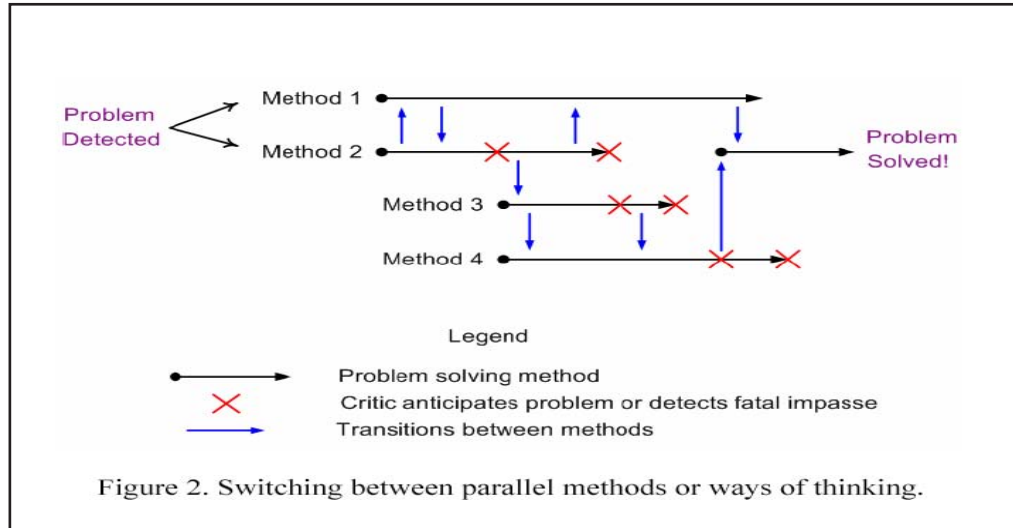 Method 1
Problem
Detected
Method 2
Problem
Solved!
Method 3
Method 4
Legend
Problem solving method
Critic anticipates problem or detects fatal impasse
Transitions between methods
Figure 2. Switching between parallel methods or ways of thinking.